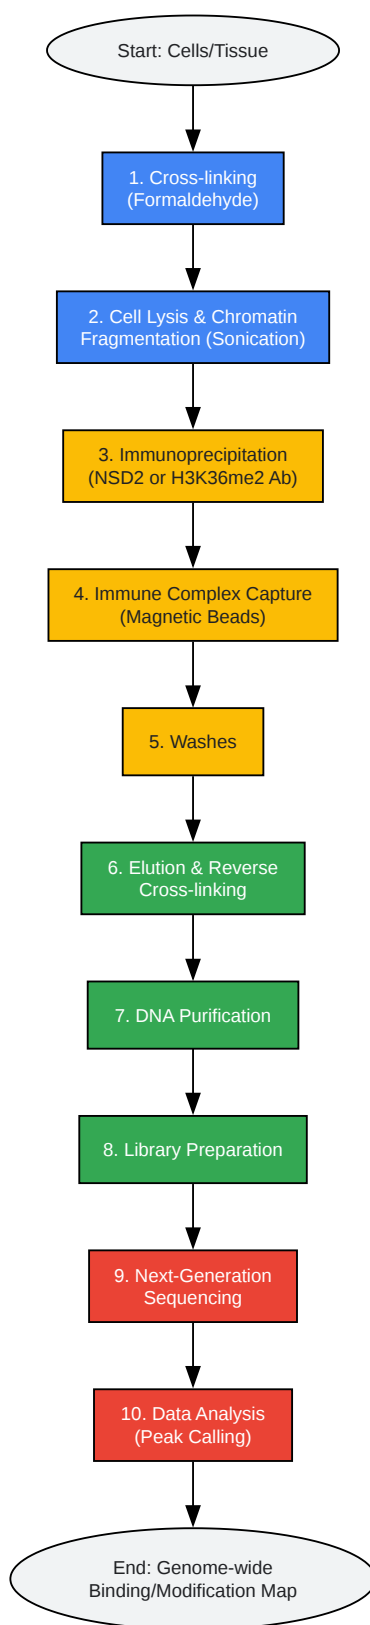 Start: Cells/Tissue
1. Cross-linking
(Formaldehyde)
2. Cell Lysis & Chromatin
Fragmentation (Sonication)
3. Immunoprecipitation
(NSD2 or H3K36me2 Ab)
4. Immune Complex Capture
(Magnetic Beads)
5. Washes
6. Elution & Reverse
Cross-linking
7. DNA Purification
8. Library Preparation
9. Next-Generation
Sequencing
10. Data Analysis
(Peak Calling)
End: Genome-wide
Binding/Modification Map